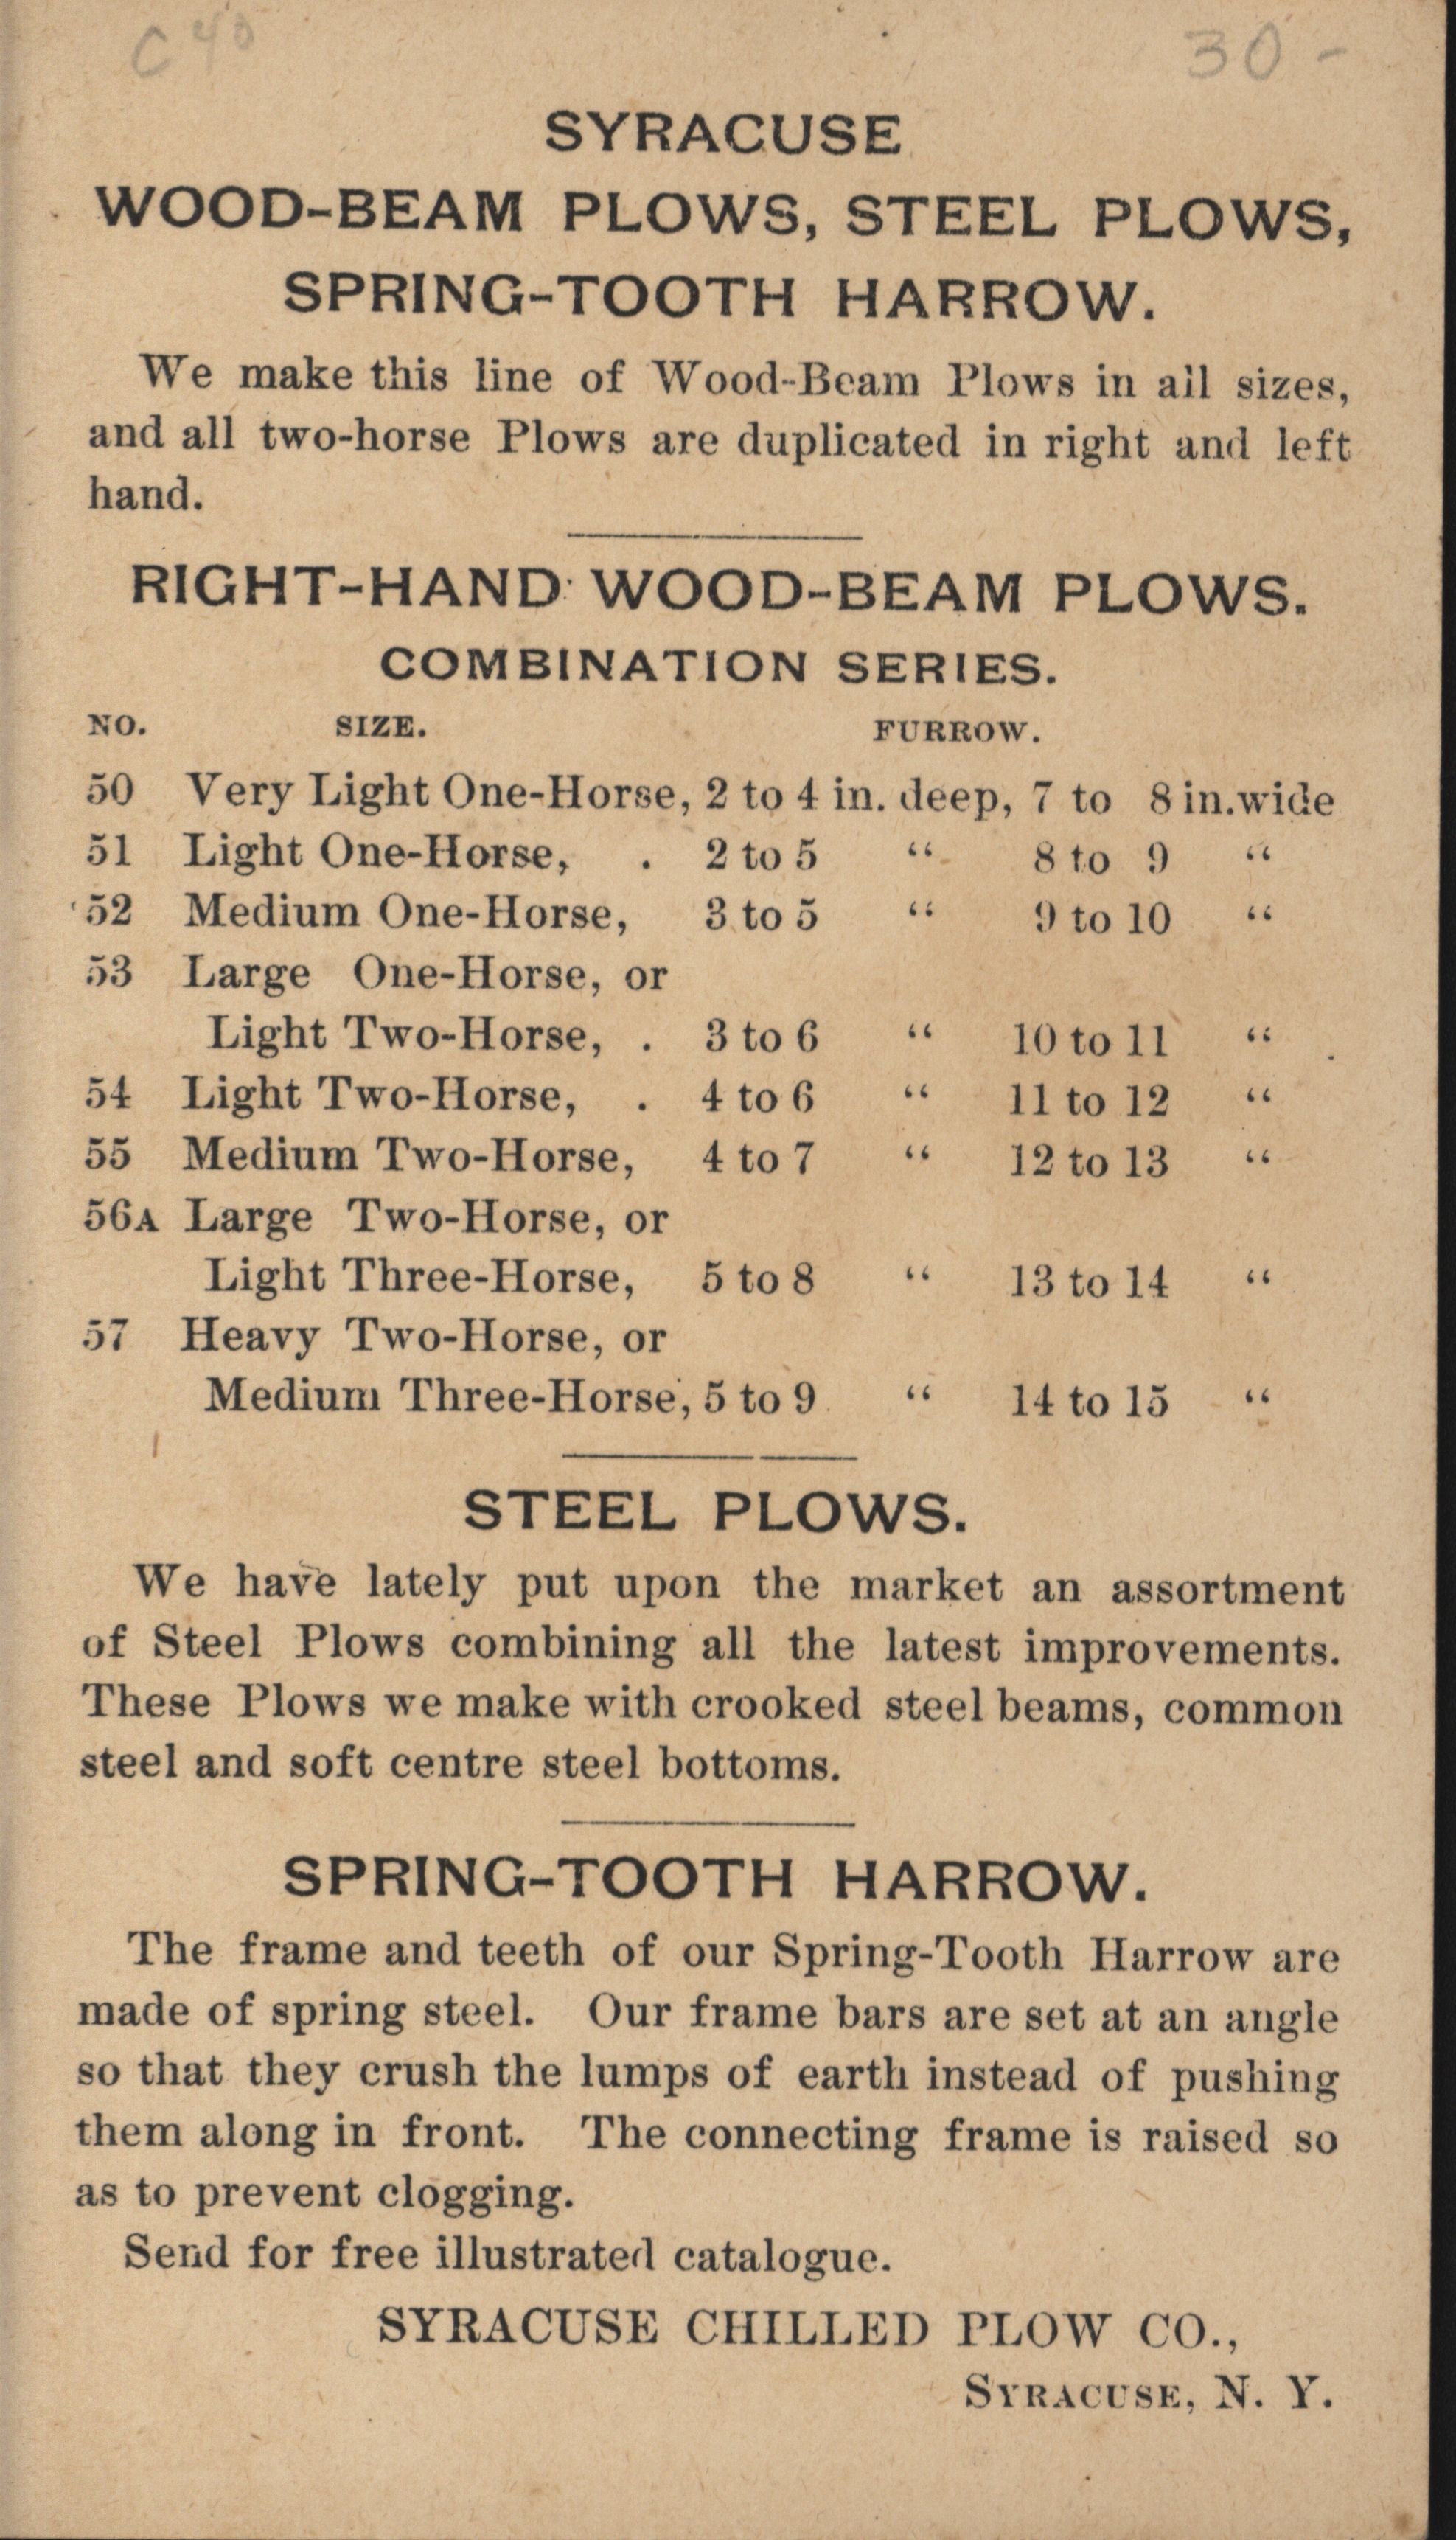 C40 30-
SYRACUSE
WOOD-BEAM PLOWS, STEEL PLOWS,
SPRING-TOOTH HARROW.
We make this line of Wood-Beam Plows in all sizes,
and all two-horse Plows are duplicated in right and left
hand.
RIGHT-HAND WOOD-BEAM PLOWS.
COMBINATION SERIES.
NO. SIZE. FURROW.
50 Very Light One-Horse, 2 to 4 in. deep, 7 to 8 in. wide
51 Light One-Horse, . 2 to 5 “ 8 to 9 “
52 Medium One-Horse, 3 to 5 “ 9 to 10 “
53 Large One-Horse, or
Light Two-Horse, . 3 to 6 “ 10 to 11 “
54 Light Two-Horse, . 4 to 6 “ 11 to 12 “
55 Medium Two-Horse, 4 to 7 “ 12 to 13 “
56A Large Two-Horse, or
Light Three-Horse, 5 to 8 “ 13 to 14 “
57 Heavy Two-Horse, or
Medium Three-Horse, 5 to 9 “ 14 to 15 “
STEEL PLOWS.
We have lately put upon the market an assortment
of Steel Plows combining all the latest improvements.
These Plows we make with crooked steel beams, common
steel and soft centre steel bottoms.
SPRING-TOOTH HARROW.
The frame and teeth of our Spring-Tooth Harrow are
made of spring steel. Our frame bars are set at an angle
so that they crush the lumps of earth instead of pushing
them along in front. The connecting frame is raised so
as to prevent clogging.
Send for free illustrated catalogue.
SYRACUSE CHILLED PLOW CO.,
SYRACUSE, N. Y.